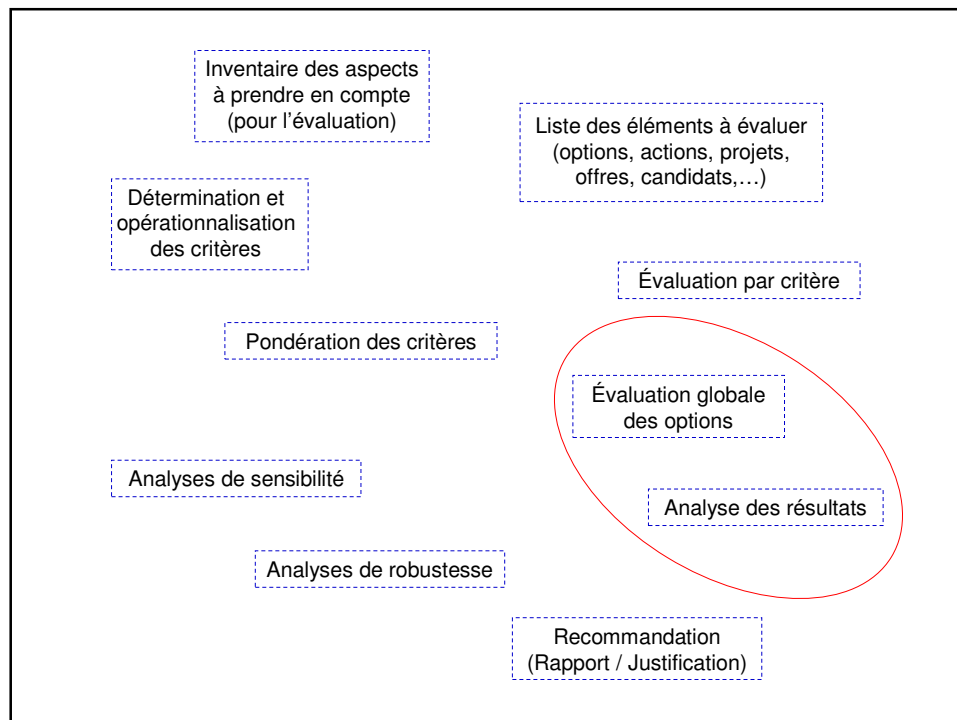 Inventaire des aspects
à prendre en compte
(pour l'évaluation)
Liste des éléments à évaluer
(options, actions, projets,
offres, candidats,…)
Détermination et
opérationnalisation
des critères
Évaluation par critère
Pondération des critères
Évaluation globale
des options
Analyses de sensibilité
Analyse des résultats
Analyses de robustesse
Recommandation
(Rapport / Justification)